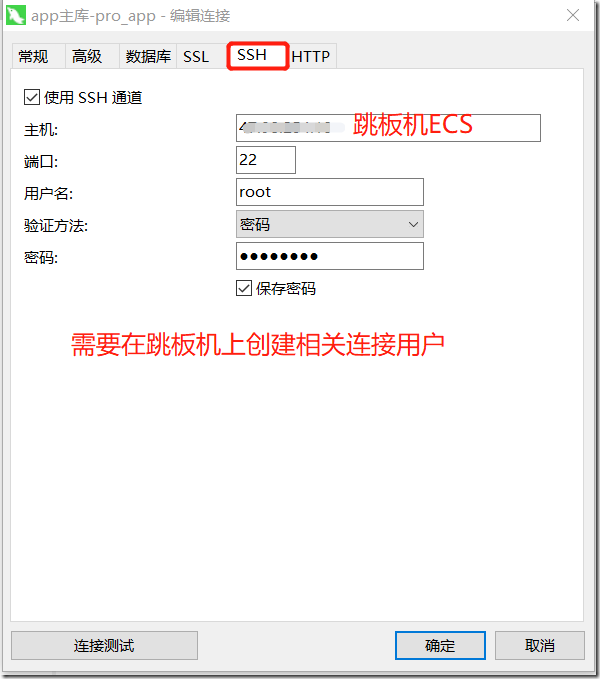 app主库-pro_app - 编辑连接
常规 高级 数据库 SSL SSH HTTP
使用 SSH 通道
主机: 跳板机ECS
端口: 22
用户名: root
验证方法: 密码
密码: ●●●●●●●●
保存密码
需要在跳板机上创建相关连接用户
连接测试 确定 取消